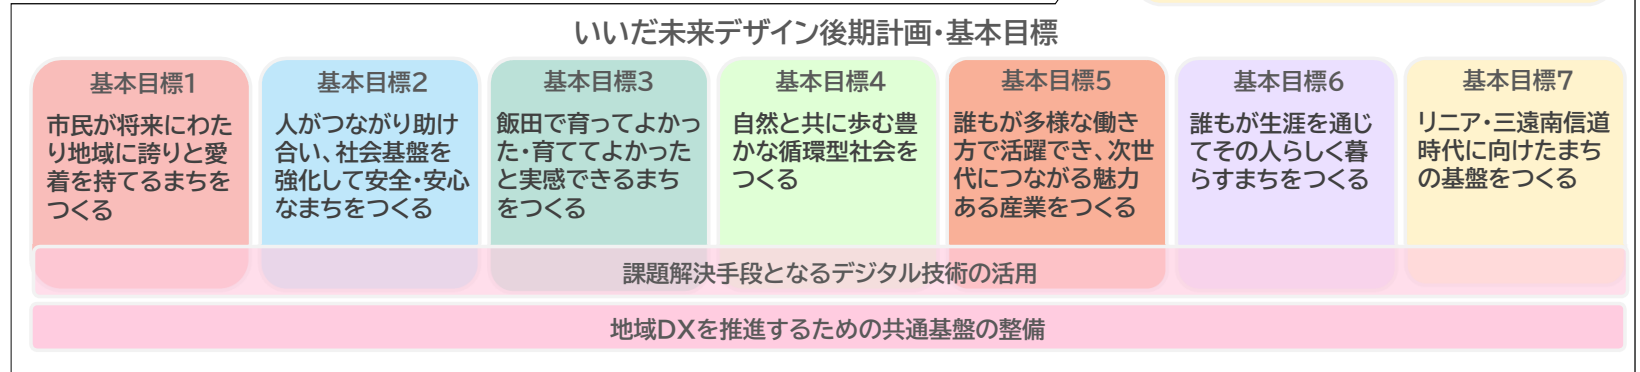 いいだ未来デザイン後期計画・基本目標
基本目標1
市民が将来にわた
り地域に誇りと愛
着を持てるまちを
つくる
基本目標2
人がつながり助け
合い、社会基盤を
強化して安全・安心
なまちをつくる
基本目標3
飯田で育ってよかっ
た・育ててよかった
と実感できるまち
をつくる
基本目標4
自然と共に歩む豊
かな循環型社会を
つくる
基本目標5
誰もが多様な働き
方で活躍でき、次世
代につながる魅力
ある産業をつくる
基本目標6
誰もが生涯を通じ
てその人らしく暮
らすまちをつくる
基本目標7
リニア・三遠南信道
時代に向けたまち
の基盤をつくる
課題解決手段となるデジタル技術の活用
地域DXを推進するための共通基盤の整備